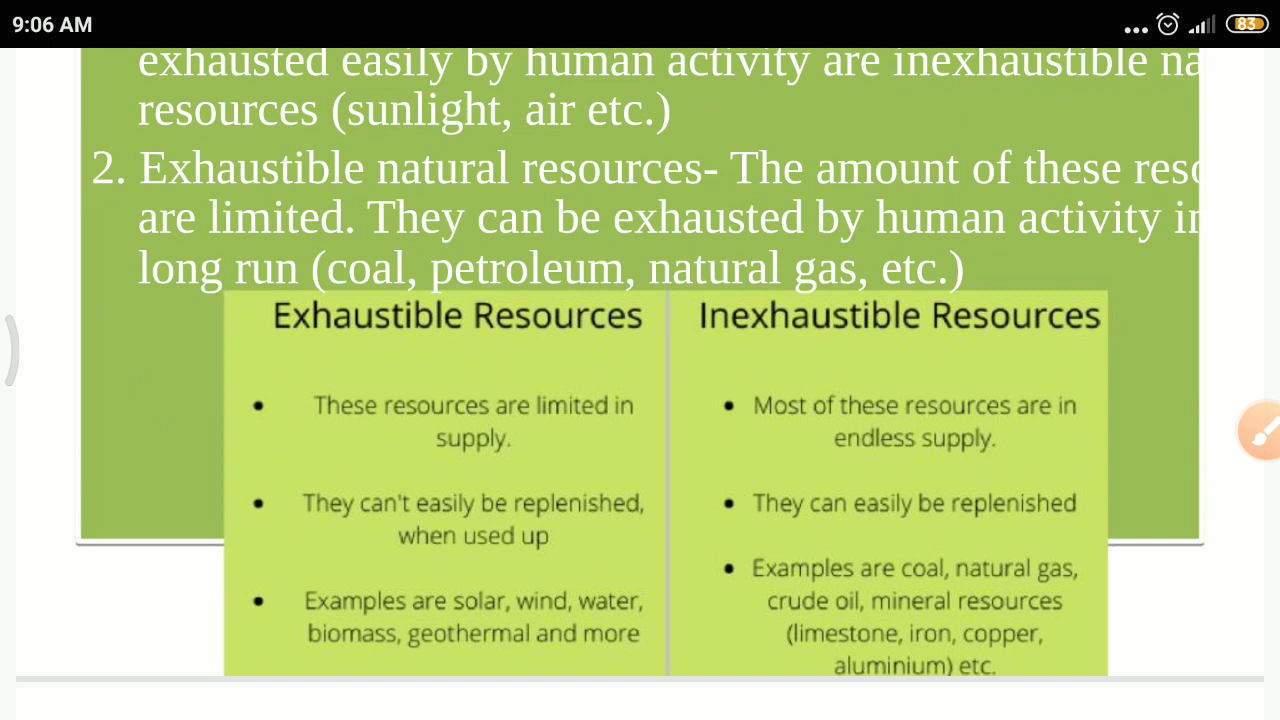 9:06 AM
83
exhausted easily by human activity are inexhaustible na
resources (sunlight, air etc.)
2. Exhaustible natural resources- The amount of these reso
are limited. They can be exhausted by human activity in
long run (coal, petroleum, natural gas, etc.)
Exhaustible Resources
• These resources are limited in
supply.
• They can't easily be replenished,
when used up
• Examples are solar, wind, water,
biomass, geothermal and more
Inexhaustible Resources
• Most of these resources are in
endless supply.
• They can easily be replenished
• Examples are coal, natural gas,
crude oil, mineral resources
(limestone, iron, copper,
aluminium) etc.